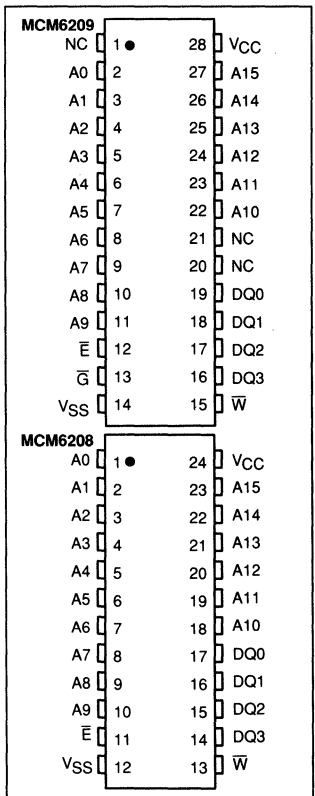 MCM6209
NC 1 28 VCC
A0 2 27 A15
A1 3 26 A14
A2 4 25 A13
A3 5 24 A12
A4 6 23 A11
A5 7 22 A10
A6 8 21 NC
A7 9 20 NC
A8 10 19 DQ0
A9 11 18 DQ1
E̅ 12 17 DQ2
G̅ 13 16 DQ3
VSS 14 15 W̅
MCM6208
A0 1 24 VCC
A1 2 23 A15
A2 3 22 A14
A3 4 21 A13
A4 5 20 A12
A5 6 19 A11
A6 7 18 A10
A7 8 17 DQ0
A8 9 16 DQ1
A9 10 15 DQ2
E̅ 11 14 DQ3
VSS 12 13 W̅